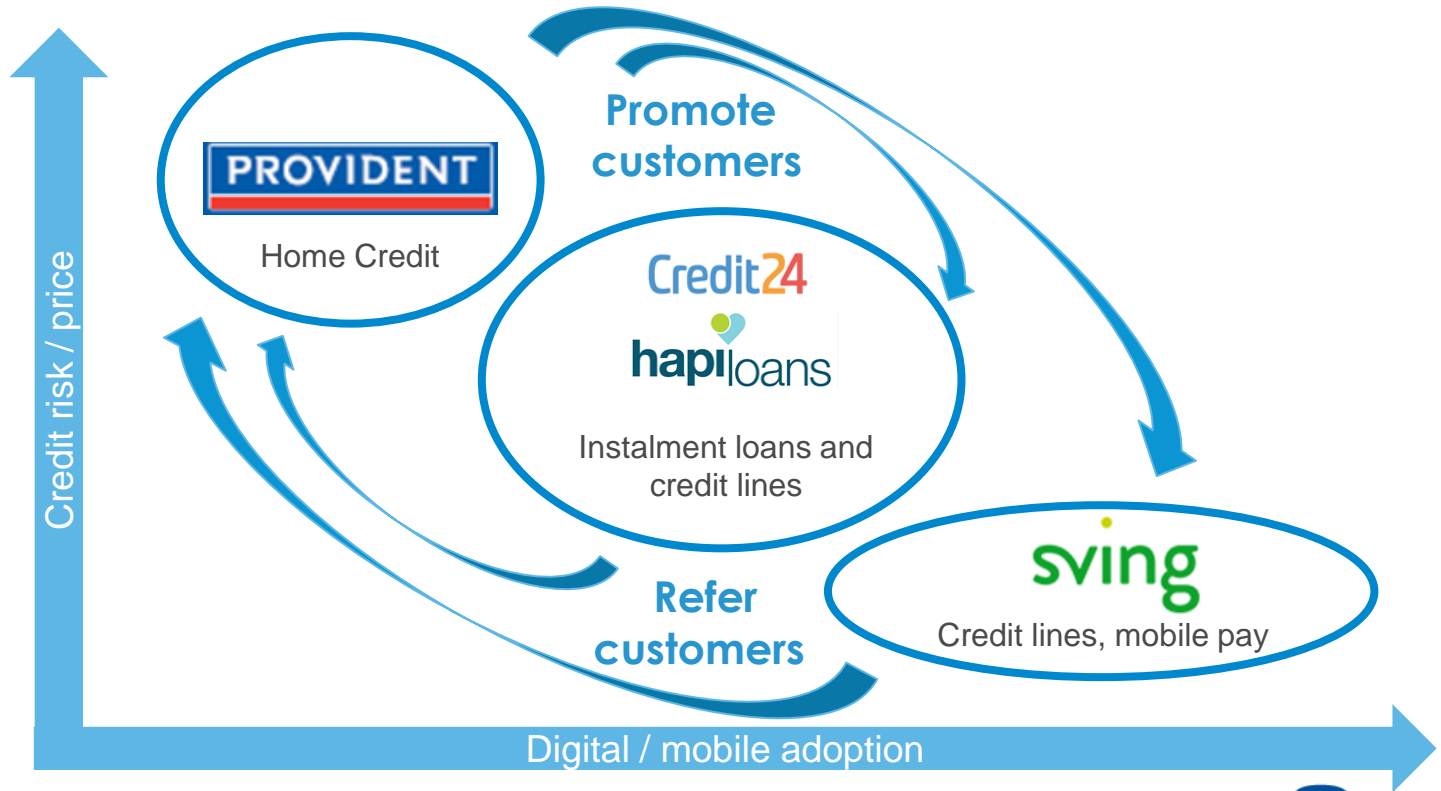 Promote
customers
PROVIDENT
Home Credit
Credit24
hapiloans
Instalment loans and
credit lines
Credit risk / price
sving
Credit lines, mobile pay
Refer
customers
Digital / mobile adoption